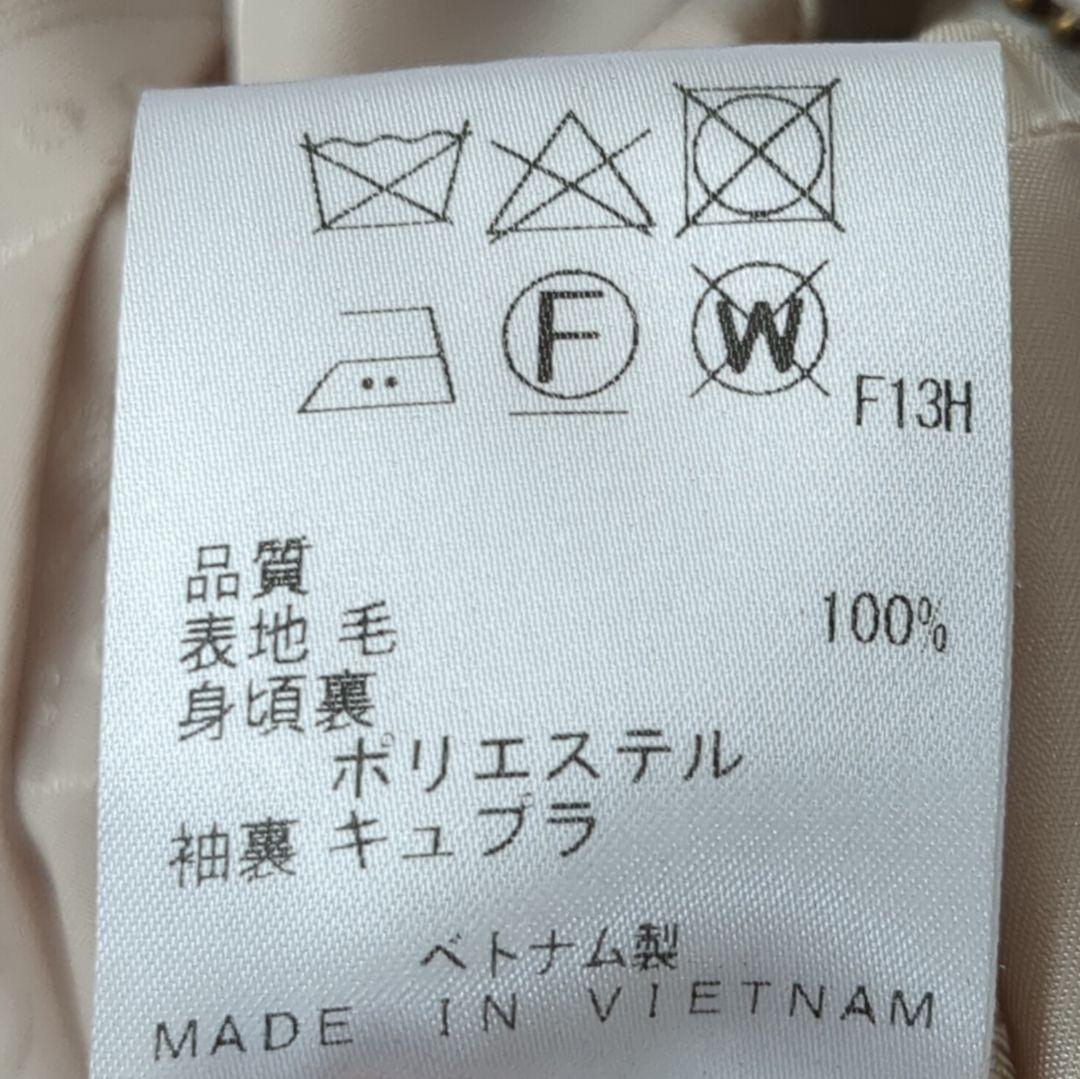 F W F13H
品質
表地 毛 100%
身頃裏
ポリエステル
袖裏 キュプラ
ベトナム製
MADE IN VIETNAM